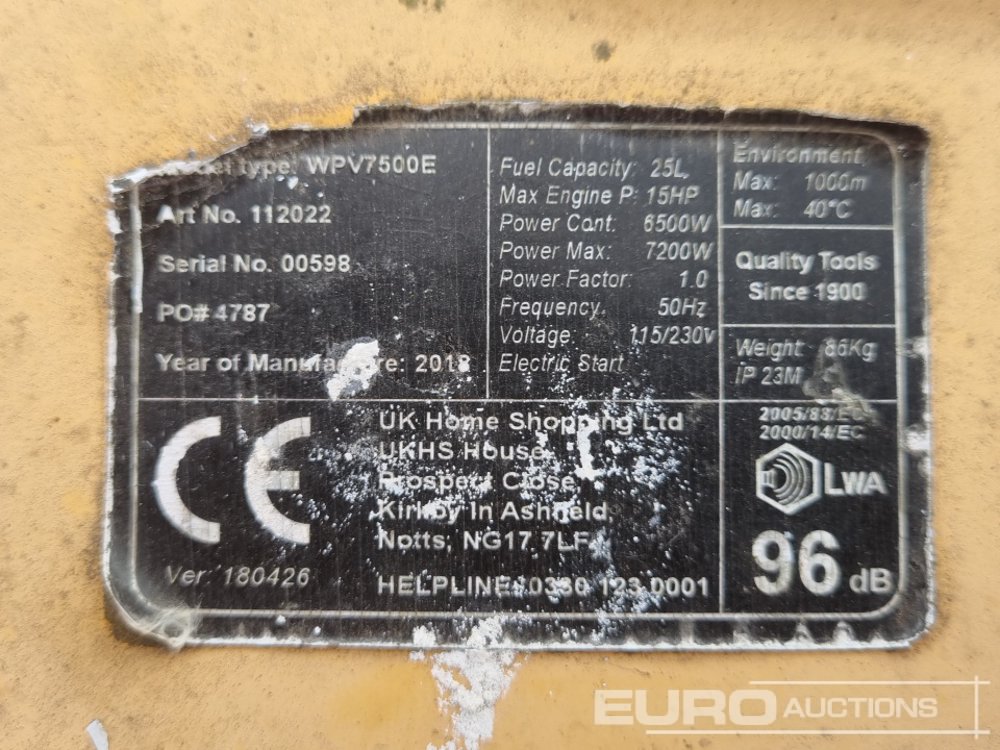 Model type: WPV7500E
Art No. 112022
Serial No. 00598
PO# 4787
Year of Manufacture: 2018
Fuel Capacity: 25L
Max Engine P: 15HP
Power Cont: 6500W
Power Max: 7200W
Power Factor: 1.0
Frequency: 50Hz
Voltage: 115/230v
Electric Start
Environment
Max: 1000m
Max: 40°C
Quality Tools
Since 1900
Weight 86Kg
IP 23M
CE
Ver: 180426
UK Home Shopping Ltd
UKHS House
Prospect Close
Kirkby In Ashfield,
Notts, NG17 7LF
HELPLINE: 0330 123 0001
2005/88/EC
2000/14/EC
LWA
96 dB
EURO AUCTIONS